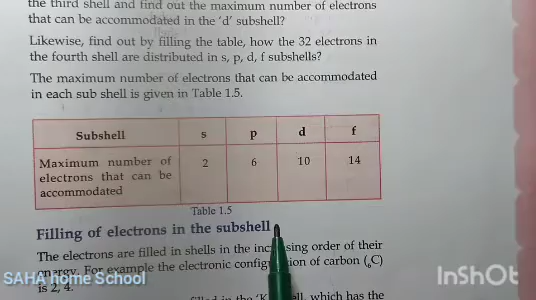 the third shell and find out the maximum number of electrons
that can be accommodated in the 'd' subshell?
Likewise, find out by filling the table, how the 32 electrons in
the fourth shell are distributed in s, p, d, f subshells?
The maximum number of electrons that can be accommodated
in each sub shell is given in Table 1.5.
Subshell s p d f
Maximum number of electrons that can be accommodated 2 6 10 14
Table 1.5
Filling of electrons in the subshell
The electrons are filled in shells in the inc sing order of their
energy. For example the electronic config ion of carbon (₆C)
is 2, 4.
the 'K ell, which has the
SAHA home School
InShOt